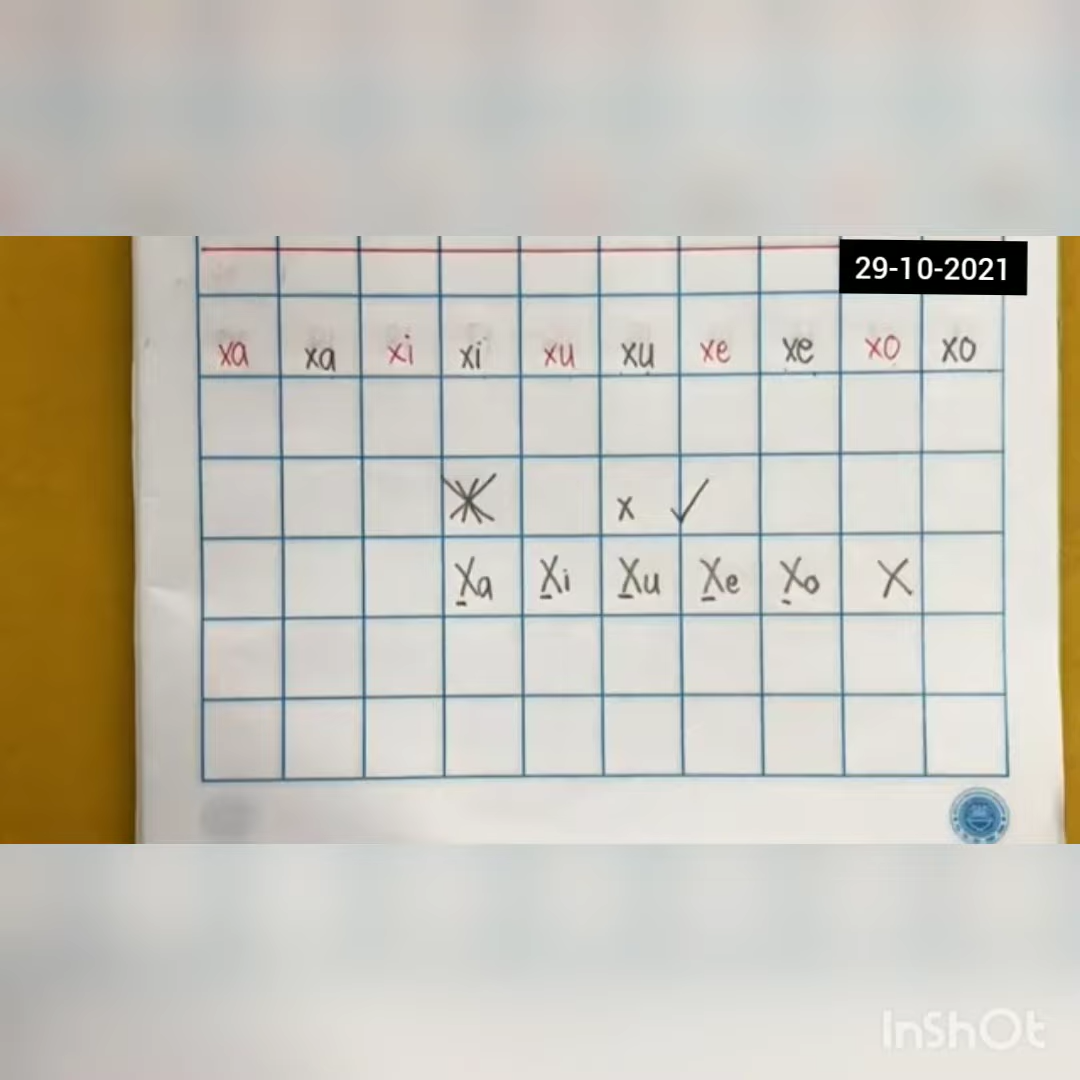 29-10-2021
xa xa xi xi xu xu xe xe xo xo
x ✓
Xa Xi Xu Xe Xo X
InShOt